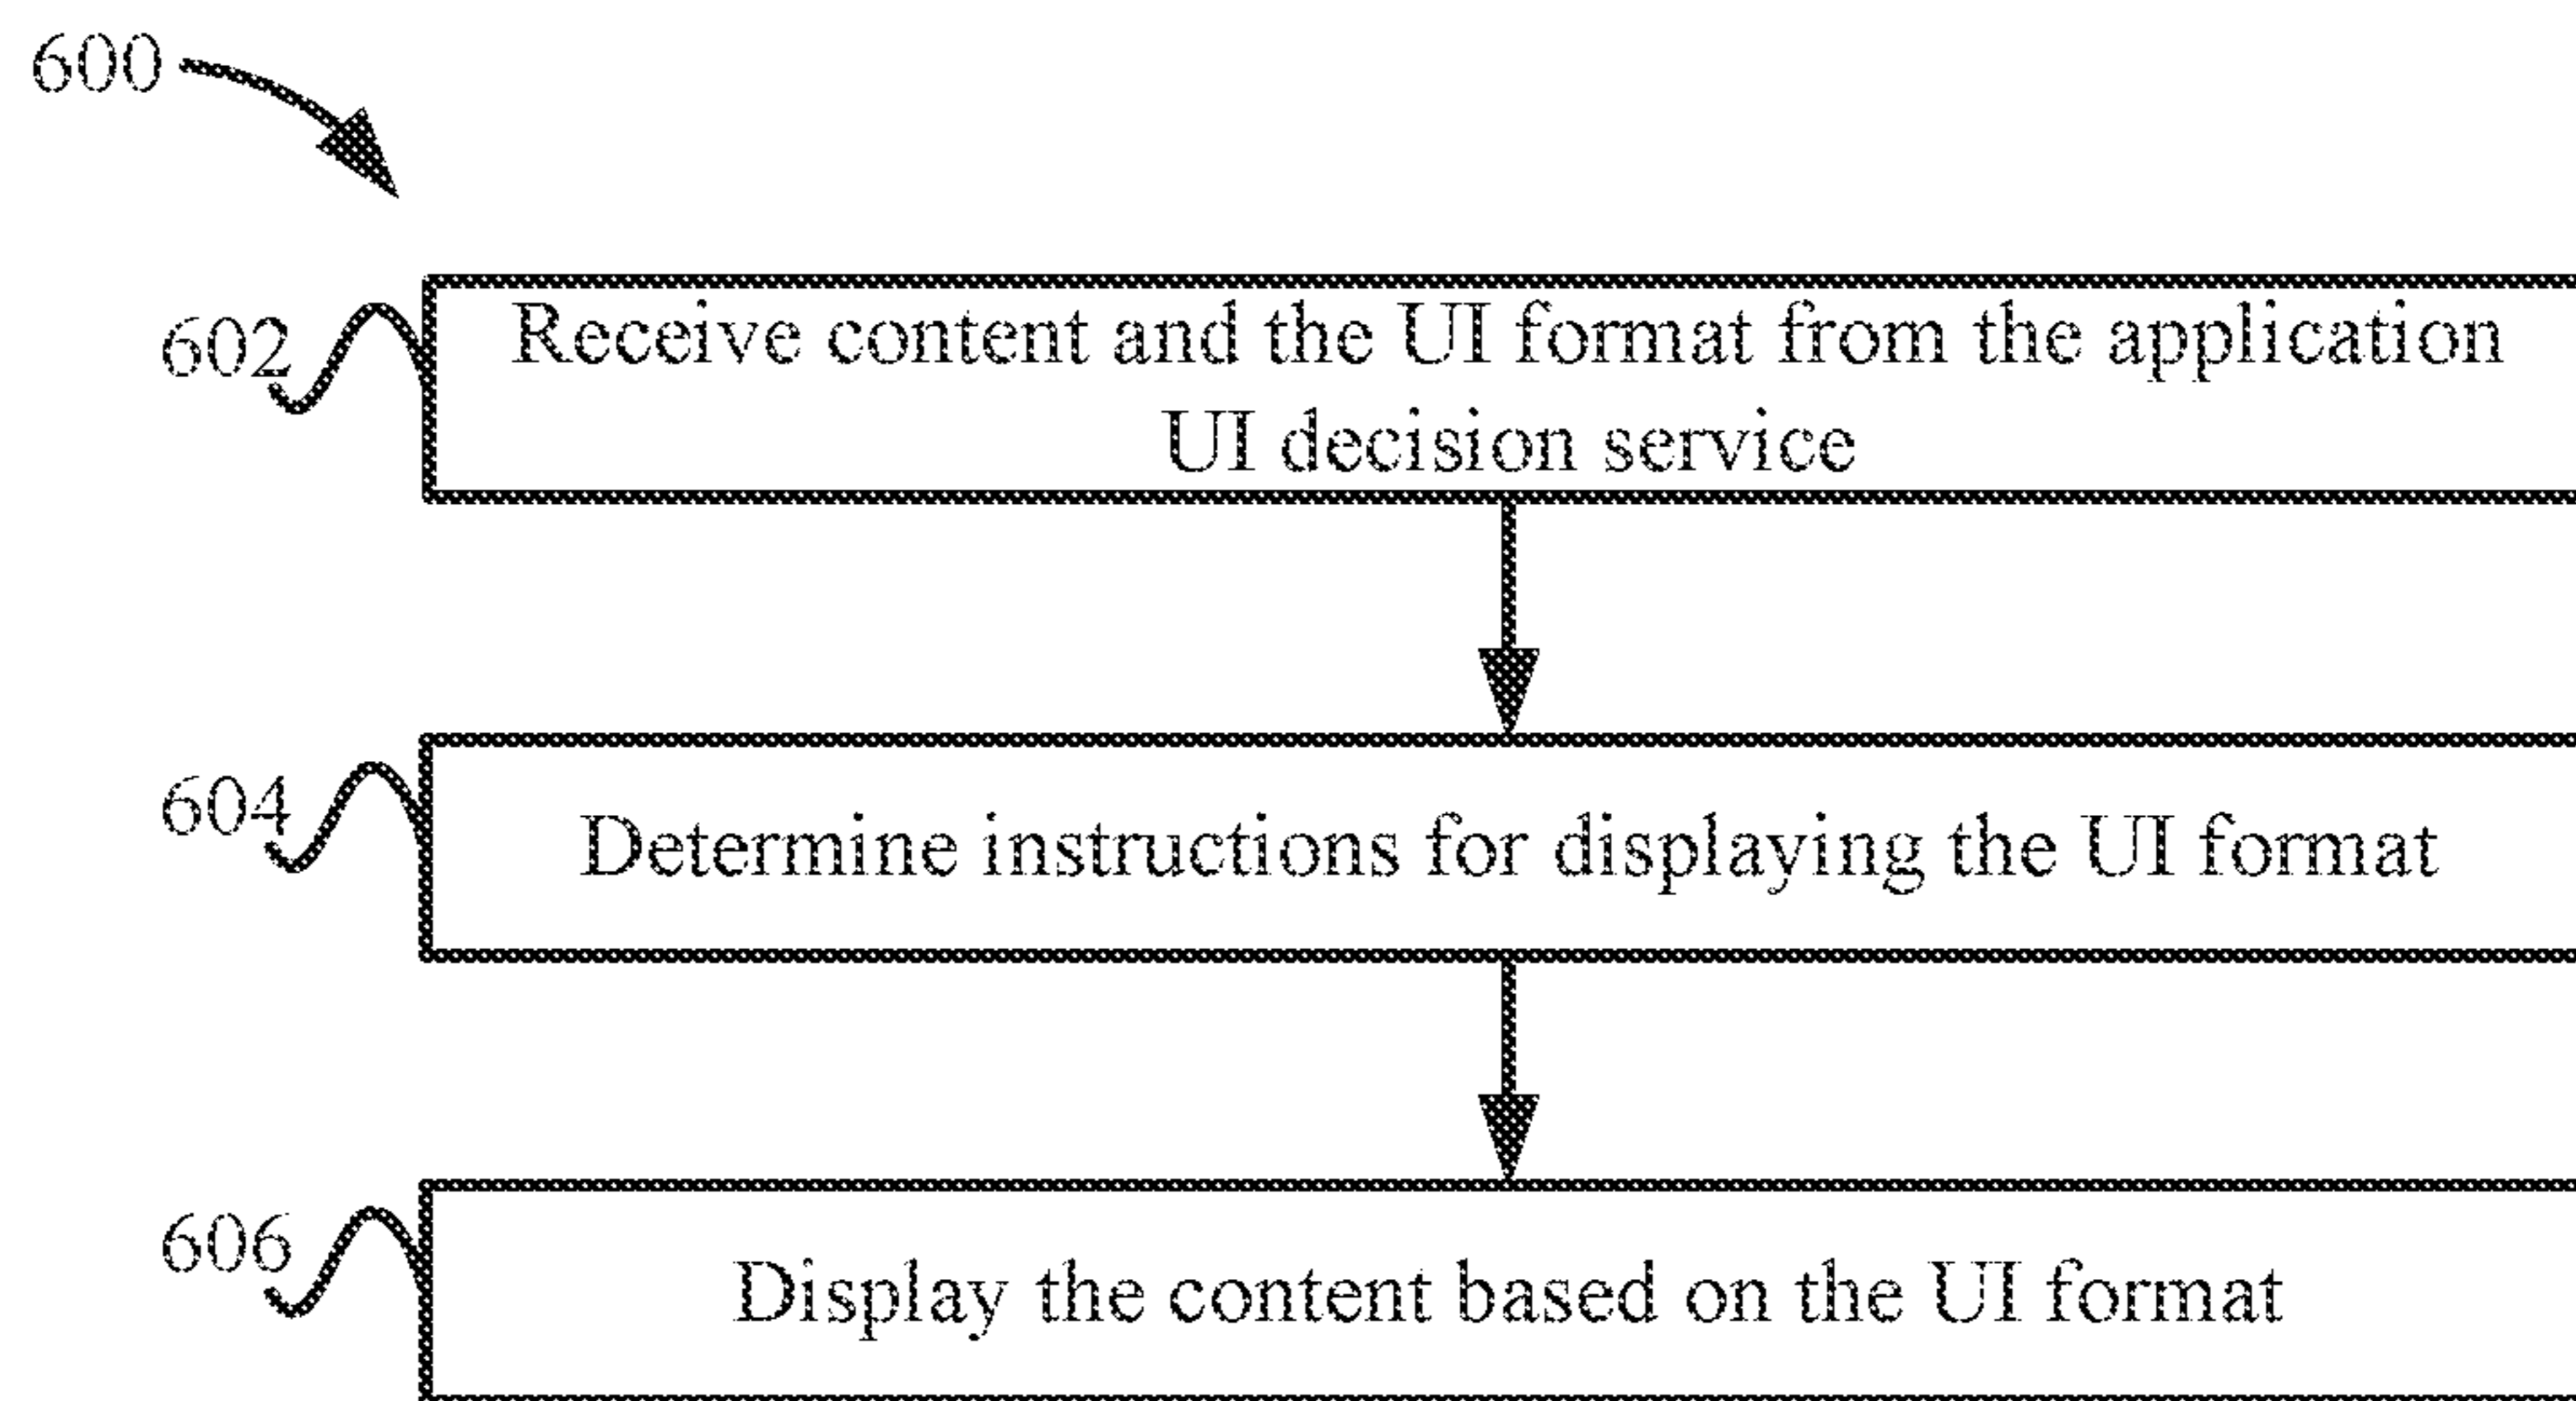 600
602
Receive content and the UI format from the application
UI decision service
604
Determine instructions for displaying the UI format
606
Display the content based on the UI format